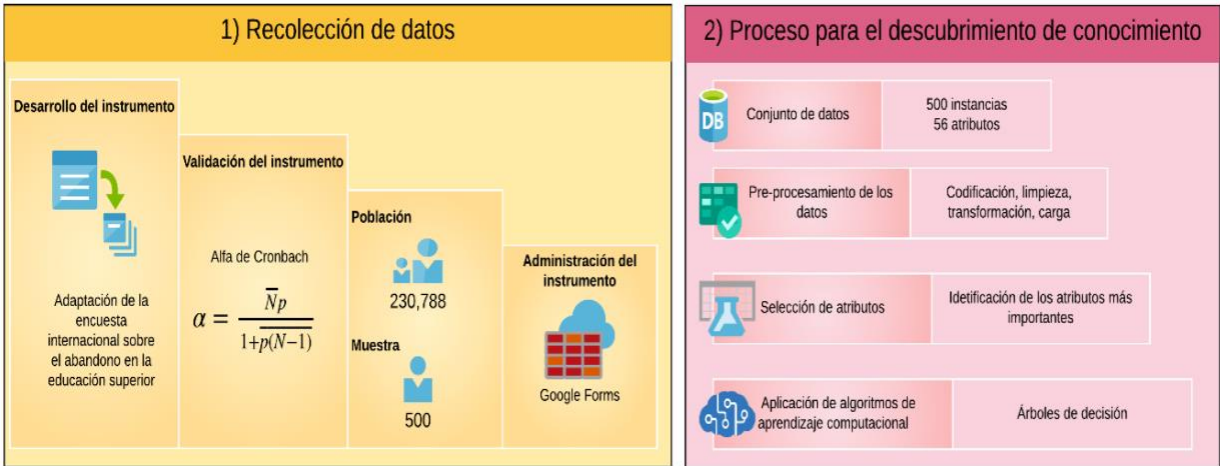 1) Recolección de datos
Desarrollo del instrumento
Adaptación de la
encuesta
internacional sobre
el abandono en la
educación superior
Validación del instrumento
Alfa de Cronbach
α = N̅p / 1+p(N−1)
Población
230,788
Muestra
500
Administración del
instrumento
Google Forms
2) Proceso para el descubrimiento de conocimiento
DB
Conjunto de datos
500 instancias
56 atributos
Pre-procesamiento de los
datos
Codificación, limpieza,
transformación, carga
Selección de atributos
Idetificación de los atributos más
importantes
Aplicación de algoritmos de
aprendizaje computacional
Árboles de decisión